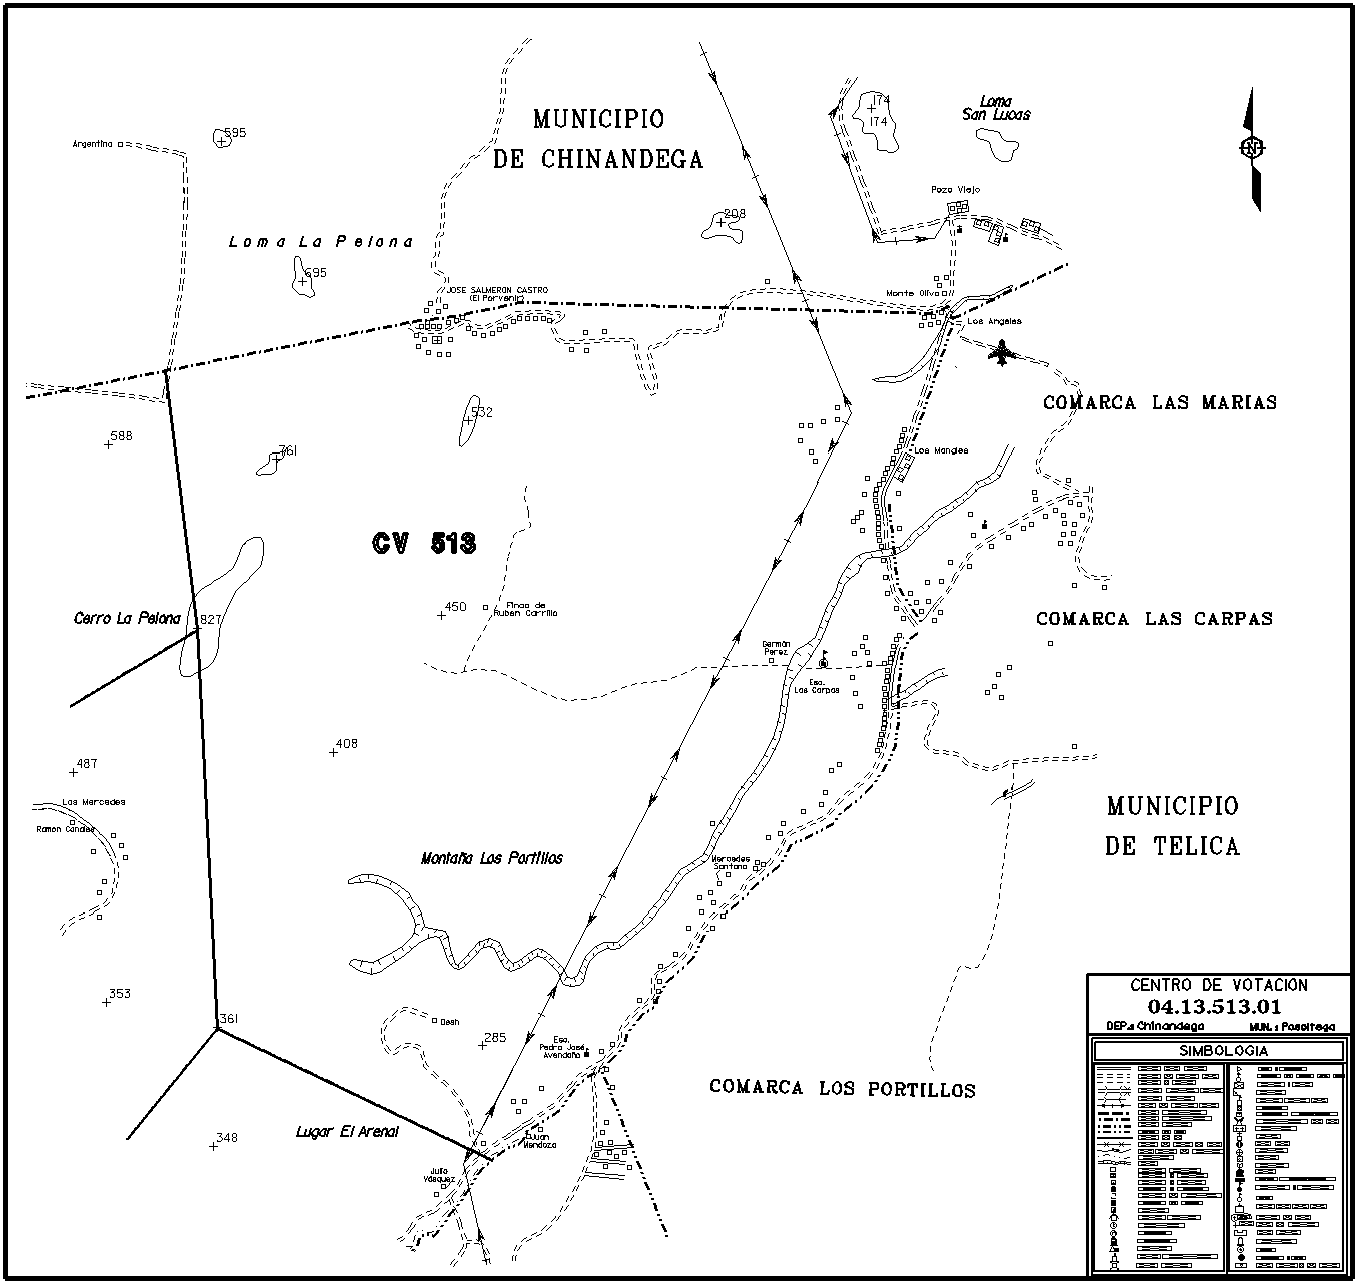 MUNICIPIO
DE CHINANDEGA
Loma
San Lucas
174
174
595
Argentina
Pozo Viejo
208
Loma La Pelona
695
JOSE SALMERON CASTRO
(El Porvenir)
Monte Olivo
Los Angeles
N
COMARCA LAS MARIAS
532
588
761
Los Mangles
CV 513
450
Finca de
Ruben Carrillo
Cerro La Pelona
827
COMARCA LAS CARPAS
Germán
Perez
Esc.
Las Carpas
408
487
Las Mercedes
Ramon Canales
MUNICIPIO
DE TELICA
Montaña Los Portillos
Mercedes
Santana
353
361
Dash
285
Esc.
Pedro José
Avendaño
COMARCA LOS PORTILLOS
348
Lugar El Arenal
Juan
Mendoza
Julio
Vásquez
CENTRO DE VOTACION
04.13.513.01
DEP.: Chinandega
MUN.: Posoltega
SIMBOLOGIA